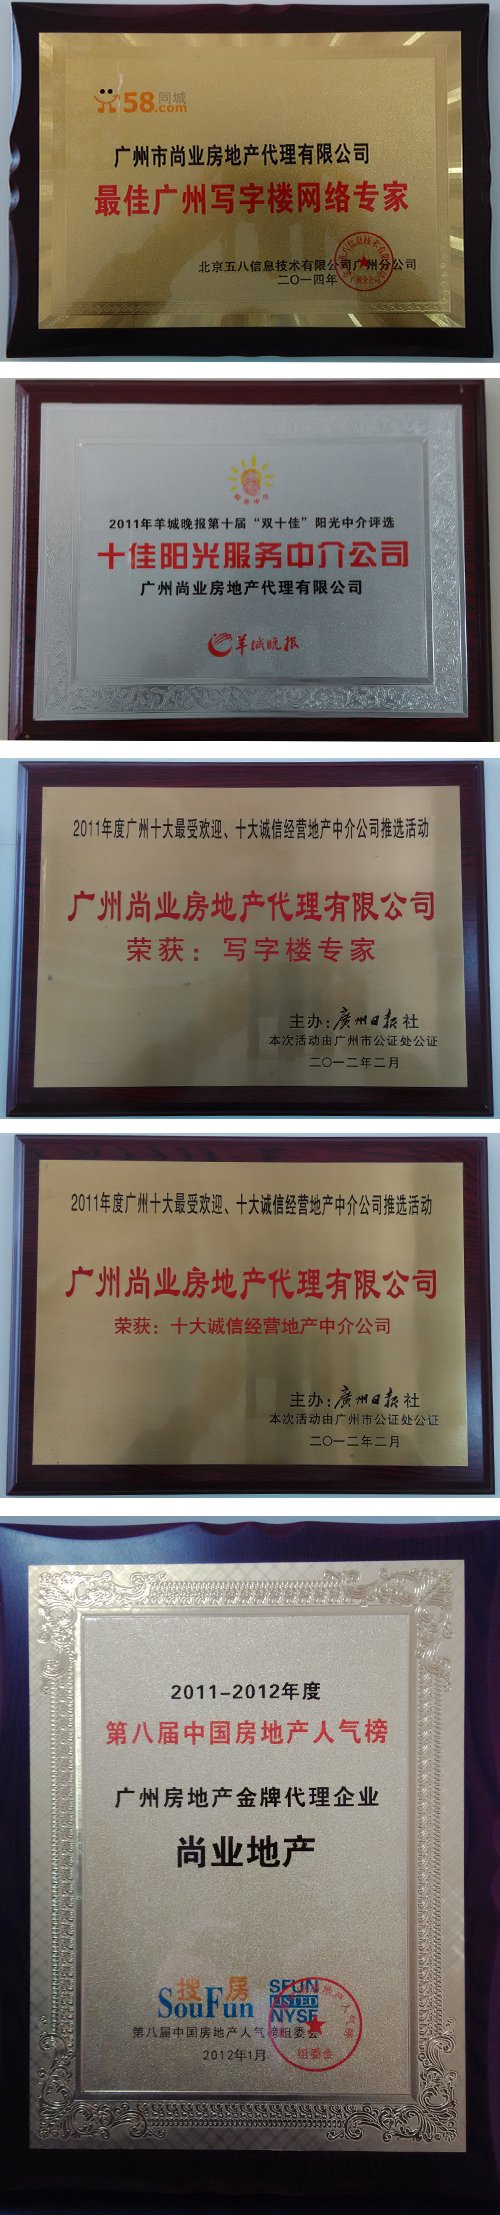 58同城
.com
广州市尚业房地产代理有限公司
最佳广州写字楼网络专家
北京五八信息技术有限公司广州分公司
二〇一四年
2011年羊城晚报第十届“双十佳”阳光中介评选
十佳阳光服务中介公司
广州尚业房地产代理有限公司
羊城晚报
2011年度广州十大最受欢迎、十大诚信经营地产中介公司推选活动
广州尚业房地产代理有限公司
荣获：写字楼专家
主办：廣州日报社
本次活动由广州市公证处公证
二〇一二年二月
2011年度广州十大最受欢迎、十大诚信经营地产中介公司推选活动
广州尚业房地产代理有限公司
荣获：十大诚信经营地产中介公司
主办：廣州日报社
本次活动由广州市公证处公证
二〇一二年二月
2011-2012年度
第八届中国房地产人气榜
广州房地产金牌代理企业
尚业地产
搜房 SFUN
SouFun LISTED
NYSE
第八届中国房地产人气榜组委会
组委会
2012年1月